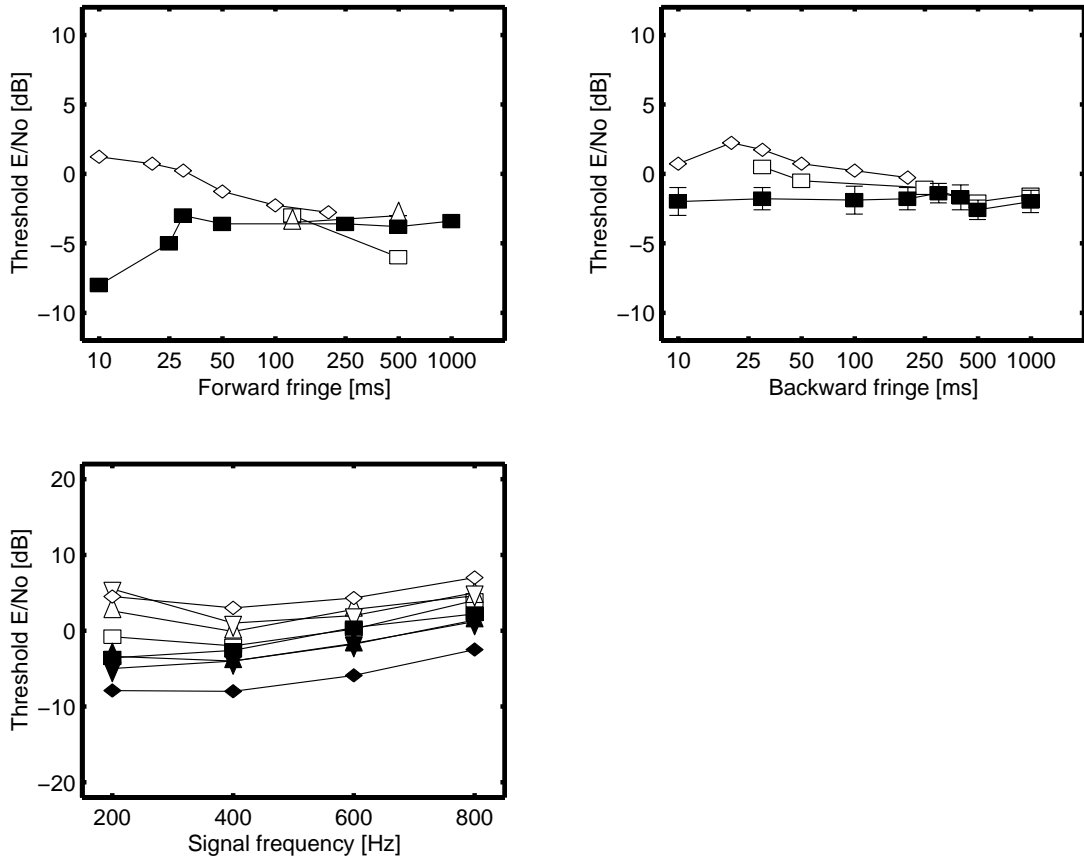 Threshold E/No [dB]
10
5
0
−5
−10
10 25 50 100 250 500 1000
Forward fringe [ms]
Threshold E/No [dB]
10
5
0
−5
−10
10 25 50 100 250 500 1000
Backward fringe [ms]
Threshold E/No [dB]
20
10
0
−10
−20
200 400 600 800
Signal frequency [Hz]